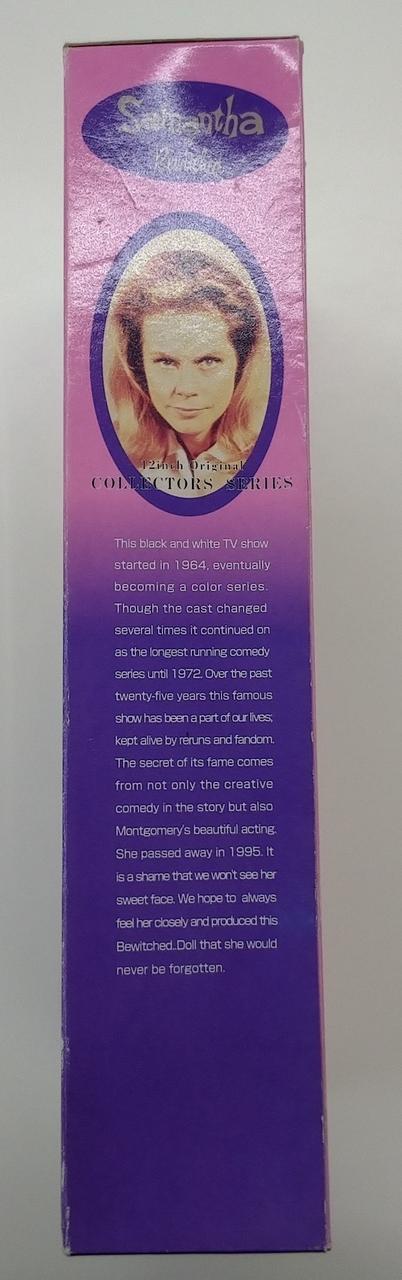 Samantha
12inch Original
COLLECTORS SERIES
This black and white TV show
started in 1964, eventually
becoming a color series.
Though the cast changed
several times it continued on
as the longest running comedy
series until 1972. Over the past
twenty-five years this famous
show has been a part of our lives;
kept alive by reruns and fandom.
The secret of its fame comes
from not only the creative
comedy in the story but also
Montgomery's beautiful acting.
She passed away in 1995. It
is a shame that we won't see her
sweet face. We hope to always
feel her closely and produced this
Bewitched..Doll that she would
never be forgotten.